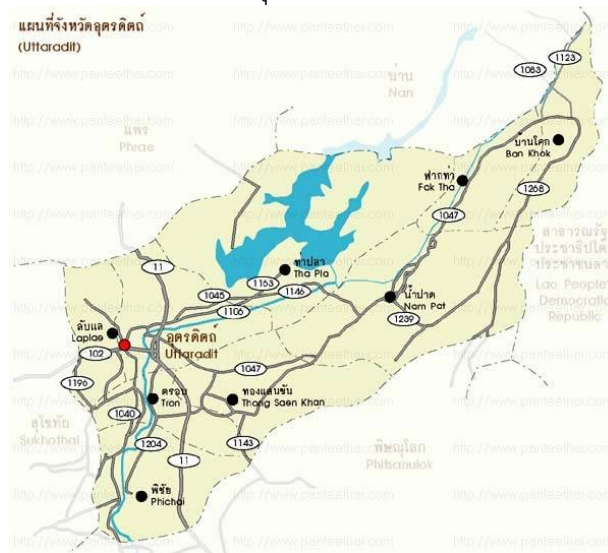 แผนที่จังหวัดอุตรดิตถ์
(Uttaradit)
http://www.panteethai.com
1123
1083
น่าน
Nan
แพร่
Phrae
บ้านโคก
Ban Khok
ฟากท่า
Fak Tha
1268
1047
สาธารณรัฐ
ประชาธิปไต
ประชาชนลา
Lao People'
Democratic
Republic
11
ท่าปลา
Tha Pla
1163
1045
1146
1106
น้ำปาด
Nam Pat
1239
ลับแล
Laplae
อุตรดิตถ์
Uttaradit
102
1047
1196
ตรอน
Tron
ทองแสนขัน
Thong Saen Khan
1040
สุโขทัย
Sukhothai
1204
1143
พิษณุโลก
Phitsanulok
11
พิชัย
Phichai